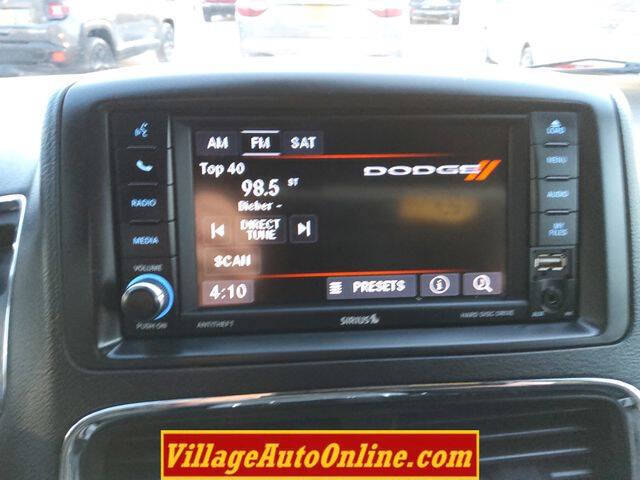 LOAD
AM FM SAT
MENU
Top 40
DODGE
98.5 ST
RADIO
AUDIO
Bieber -
DIRECT
TUNE
MY
FILES
MEDIA
SCAN
VOLUME
4:10
PRESETS
PUSH ON
ANTITHEFT
SIRIUS
HARD DISC DRIVE
AUX
VillageAutoOnline.com